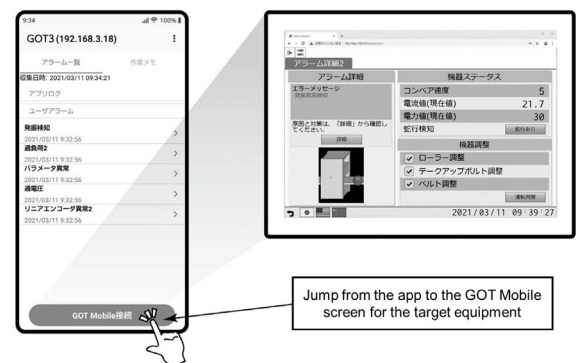 9:34
100%
GOT3 (192.168.3.18)
アラーム一覧 作業メモ
収集日時: 2021/03/11 09:34:21
アプリログ
ユーザアラーム
発振検知
2021/03/11 9:32:56
過負荷2
2021/03/11 9:32:56
パラメータ異常
2021/03/11 9:32:56
過電圧
2021/03/11 9:32:56
リニアエンコーダ異常2
2021/03/11 9:32:56
GOT Mobile接続
アラーム詳細2
アラーム詳細
エラーメッセージ
原因と対策は、「詳細」から確認し
てください。
詳細
機器ステータス
コンベア速度 5
電流値(現在値) 21.7
電力値(現在値) 30
蛇行検知 蛇行あり
機器調整
ローラー調整
テークアップボルト調整
ベルト調整
運転再開
2021/03/11 09:39:27
Jump from the app to the GOT Mobile
screen for the target equipment